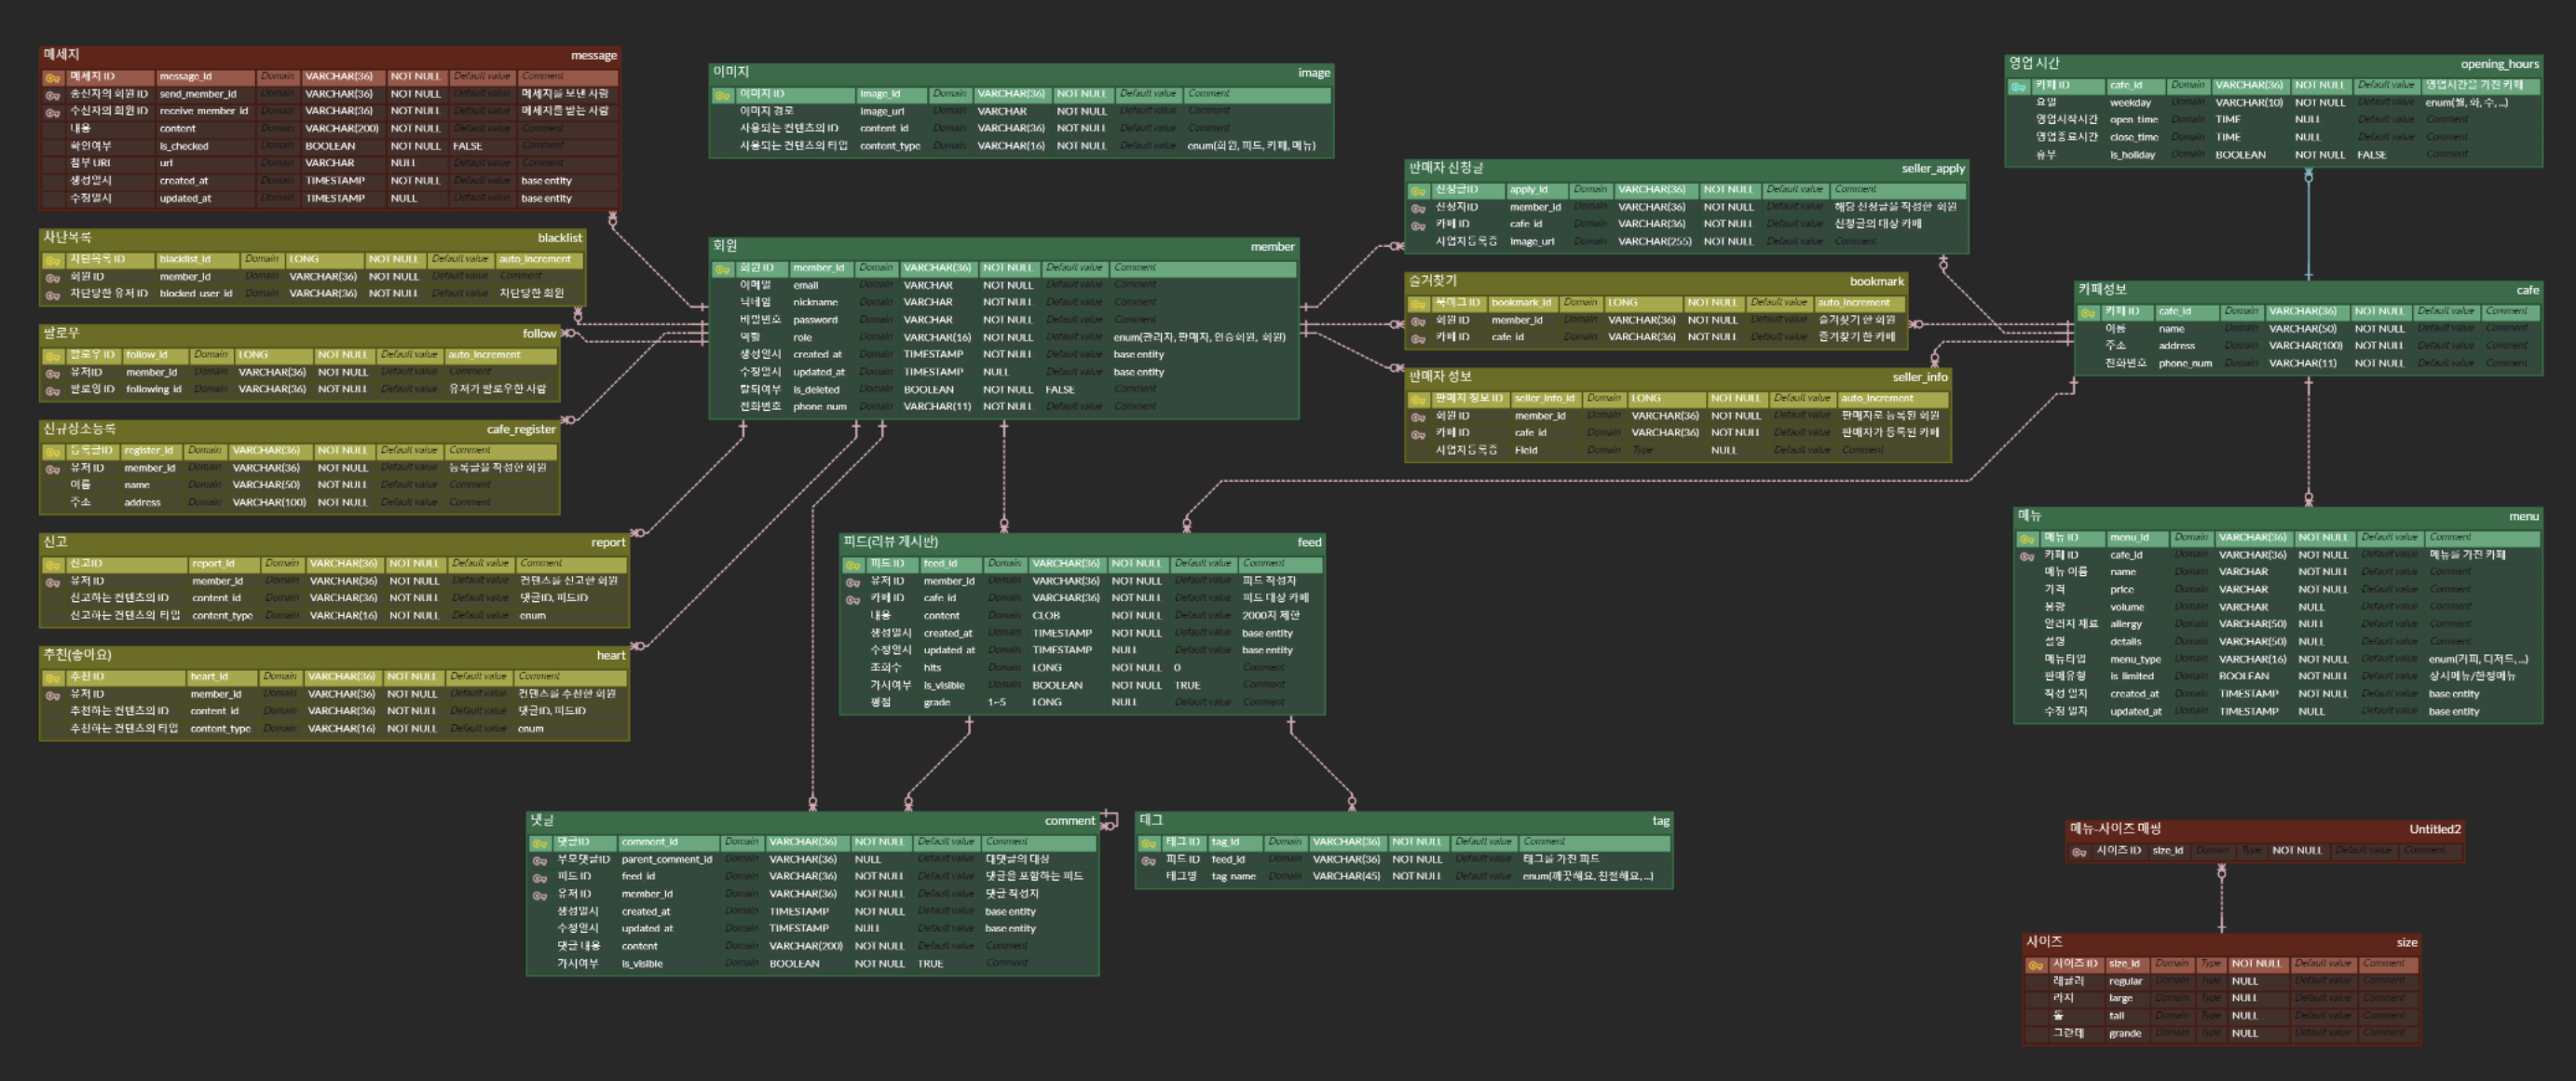 메세지 message
메세지 ID message_id Domain VARCHAR(36) NOT NULL Default value Comment
송신자의 회원 ID send_member_id Domain VARCHAR(36) NOT NULL Default value 메세지를 보낸 사람
수신자의 회원 ID receive_member_id Domain VARCHAR(36) NOT NULL Default value 메세지를 받는 사람
내용 content Domain VARCHAR(200) NOT NULL Default value Comment
확인여부 is_checked Domain BOOLEAN NOT NULL FALSE Comment
첨부 URL url Domain VARCHAR NULL Default value Comment
생성일시 created_at Domain TIMESTAMP NOT NULL Default value base entity
수정일시 updated_at Domain TIMESTAMP NULL Default value base entity
차단목록 blacklist
차단목록 ID blacklist_id Domain LONG NOT NULL Default value auto_increment
회원 ID member_id Domain VARCHAR(36) NOT NULL Default value Comment
차단당한 유저 ID blocked_user_id Domain VARCHAR(36) NOT NULL Default value 차단당한 회원
팔로우 follow
팔로우 ID follow_id Domain LONG NOT NULL Default value auto_increment
유저ID member_id Domain VARCHAR(36) NOT NULL Default value Comment
팔로잉 ID following_id Domain VARCHAR(36) NOT NULL Default value 유저가 팔로우한 사람
신규장소등록 cafe_register
등록글ID register_id Domain VARCHAR(36) NOT NULL Default value Comment
유저 ID member_id Domain VARCHAR(36) NOT NULL Default value 등록글을 작성한 회원
이름 name Domain VARCHAR(50) NOT NULL Default value Comment
주소 address Domain VARCHAR(100) NOT NULL Default value Comment
신고 report
신고ID report_id Domain VARCHAR(36) NOT NULL Default value Comment
유저 ID member_id Domain VARCHAR(36) NOT NULL Default value 컨텐츠를 신고한 회원
신고하는 컨텐츠의 ID content_id Domain VARCHAR(36) NOT NULL Default value 댓글ID, 피드ID
신고하는 컨텐츠의 타입 content_type Domain VARCHAR(16) NOT NULL Default value enum
추천(좋아요) heart
추천 ID heart_id Domain VARCHAR(36) NOT NULL Default value Comment
유저 ID member_id Domain VARCHAR(36) NOT NULL Default value 컨텐츠를 추천한 회원
추천하는 컨텐츠의 ID content_id Domain VARCHAR(36) NOT NULL Default value 댓글ID, 피드ID
추천하는 컨텐츠의 타입 content_type Domain VARCHAR(16) NOT NULL Default value enum
이미지 image
이미지 ID image_id Domain VARCHAR(36) NOT NULL Default value Comment
이미지 경로 image_url Domain VARCHAR NOT NULL Default value Comment
사용되는 컨텐츠의 ID content_id Domain VARCHAR(36) NOT NULL Default value Comment
사용되는 컨텐츠의 타입 content_type Domain VARCHAR(16) NOT NULL Default value enum(회원, 피드, 카페, 메뉴)
회원 member
회원 ID member_id Domain VARCHAR(36) NOT NULL Default value Comment
이메일 email Domain VARCHAR NOT NULL Default value Comment
닉네임 nickname Domain VARCHAR NOT NULL Default value Comment
비밀번호 password Domain VARCHAR NOT NULL Default value Comment
역할 role Domain VARCHAR(16) NOT NULL Default value enum(관리자, 판매자, 인증회원, 회원)
생성일시 created_at Domain TIMESTAMP NOT NULL Default value base entity
수정일시 updated_at Domain TIMESTAMP NULL Default value base entity
탈퇴여부 is_deleted Domain BOOLEAN NOT NULL FALSE Comment
전화번호 phone_num Domain VARCHAR(11) NOT NULL Default value Comment
판매자 신청글 seller_apply
신청글ID apply_id Domain VARCHAR(36) NOT NULL Default value Comment
신청자ID member_id Domain VARCHAR(36) NOT NULL Default value 해당 신청글을 작성한 회원
카페 ID cafe_id Domain VARCHAR(36) NOT NULL Default value 신청글의 대상 카페
사업자등록증 image_url Domain VARCHAR(255) NOT NULL Default value Comment
즐겨찾기 bookmark
북마크 ID bookmark_id Domain LONG NOT NULL Default value auto_increment
회원 ID member_id Domain VARCHAR(36) NOT NULL Default value 즐겨찾기 한 회원
카페 ID cafe_id Domain VARCHAR(36) NOT NULL Default value 즐겨찾기 한 카페
판매자 정보 seller_info
판매자 정보 ID seller_info_id Domain LONG NOT NULL Default value auto_increment
회원 ID member_id Domain VARCHAR(36) NOT NULL Default value 판매자로 등록된 회원
카페 ID cafe_id Domain VARCHAR(36) NOT NULL Default value 판매자가 등록된 카페
사업자등록증 Field Domain Type NULL Default value Comment
영업 시간 opening_hours
카페 ID cafe_id Domain VARCHAR(36) NOT NULL Default value 영업시간을 가진 카페
요일 weekday Domain VARCHAR(10) NOT NULL Default value enum(월, 화, 수, ...)
영업시작시간 open_time Domain TIME NULL Default value Comment
영업종료시간 close_time Domain TIME NULL Default value Comment
휴무 is_holiday Domain BOOLEAN NOT NULL FALSE Comment
카페정보 cafe
카페 ID cafe_id Domain VARCHAR(36) NOT NULL Default value Comment
이름 name Domain VARCHAR(50) NOT NULL Default value Comment
주소 address Domain VARCHAR(100) NOT NULL Default value Comment
전화번호 phone_num Domain VARCHAR(11) NOT NULL Default value Comment
피드(리뷰 게시판) feed
피드 ID feed_id Domain VARCHAR(36) NOT NULL Default value Comment
유저 ID member_id Domain VARCHAR(36) NOT NULL Default value 피드 작성자
카페 ID cafe_id Domain VARCHAR(36) NOT NULL Default value 피드 대상 카페
내용 content Domain CLOB NOT NULL Default value 2000자 제한
생성일시 created_at Domain TIMESTAMP NOT NULL Default value base entity
수정일시 updated_at Domain TIMESTAMP NULL Default value base entity
조회수 hits Domain LONG NOT NULL 0 Comment
가시여부 is_visible Domain BOOLEAN NOT NULL TRUE Comment
평점 grade 1~5 LONG NULL Default value Comment
메뉴 menu
메뉴 ID menu_id Domain VARCHAR(36) NOT NULL Default value Comment
카페 ID cafe_id Domain VARCHAR(36) NOT NULL Default value 메뉴를 가진 카페
메뉴 이름 name Domain VARCHAR NOT NULL Default value Comment
가격 price Domain VARCHAR NOT NULL Default value Comment
용량 volume Domain VARCHAR NULL Default value Comment
알러지 재료 allergy Domain VARCHAR(50) NULL Default value Comment
설명 details Domain VARCHAR(50) NULL Default value Comment
메뉴타입 menu_type Domain VARCHAR(16) NOT NULL Default value enum(커피, 디저트, ...)
판매유형 is_limited Domain BOOLEAN NOT NULL Default value 상시메뉴/한정메뉴
작성 일자 created_at Domain TIMESTAMP NOT NULL Default value base entity
수정 일자 updated_at Domain TIMESTAMP NULL Default value base entity
댓글 comment
댓글ID comment_id Domain VARCHAR(36) NOT NULL Default value Comment
부모댓글ID parent_comment_id Domain VARCHAR(36) NULL Default value 대댓글의 대상
피드 ID feed_id Domain VARCHAR(36) NOT NULL Default value 댓글을 포함하는 피드
유저 ID member_id Domain VARCHAR(36) NOT NULL Default value 댓글 작성자
생성일시 created_at Domain TIMESTAMP NOT NULL Default value base entity
수정일시 updated_at Domain TIMESTAMP NULL Default value base entity
댓글 내용 content Domain VARCHAR(200) NOT NULL Default value Comment
가시여부 is_visible Domain BOOLEAN NOT NULL TRUE Comment
태그 tag
태그 ID tag_id Domain VARCHAR(36) NOT NULL Default value Comment
피드 ID feed_id Domain VARCHAR(36) NOT NULL Default value 태그를 가진 피드
태그명 tag_name Domain VARCHAR(45) NOT NULL Default value enum(깨끗해요, 친절해요, ...)
메뉴-사이즈 매핑 Untitled2
사이즈 ID size_id Domain Type NOT NULL Default value Comment
사이즈 size
사이즈 ID size_id Domain Type NOT NULL Default value Comment
레귤러 regular Domain Type NULL Default value Comment
라지 large Domain Type NULL Default value Comment
톨 tall Domain Type NULL Default value Comment
그란데 grande Domain Type NULL Default value Comment